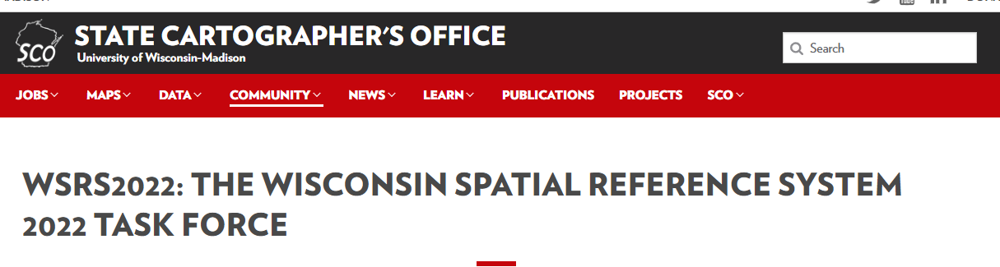 STATE CARTOGRAPHER'S OFFICE
SCO
University of Wisconsin-Madison
Search
JOBS MAPS DATA COMMUNITY NEWS LEARN PUBLICATIONS PROJECTS SCO
WSRS2022: THE WISCONSIN SPATIAL REFERENCE SYSTEM
2022 TASK FORCE